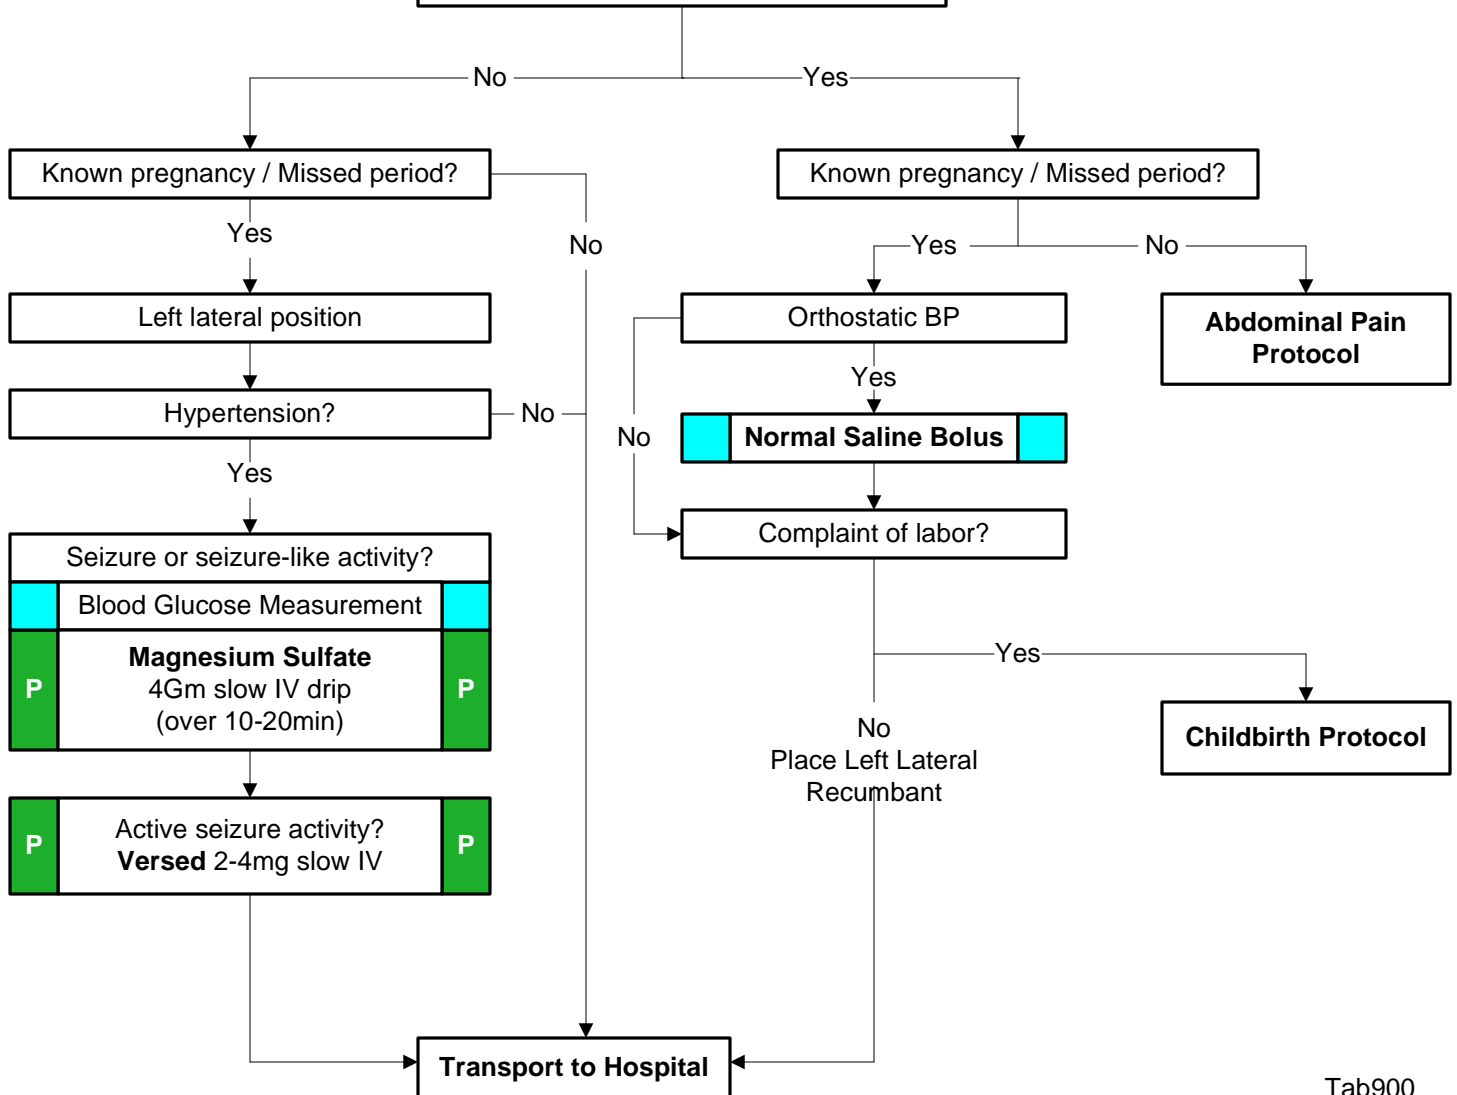 No
Yes
Known pregnancy / Missed period?
Known pregnancy / Missed period?
Yes
No
Yes
No
Left lateral position
Orthostatic BP
Abdominal Pain
Protocol
Yes
Hypertension?
No
No
Normal Saline Bolus
Yes
Complaint of labor?
Seizure or seizure-like activity?
Blood Glucose Measurement
P
Magnesium Sulfate
4Gm slow IV drip
(over 10-20min)
P
Yes
No
Place Left Lateral
Recumbant
Childbirth Protocol
P
Active seizure activity?
Versed 2-4mg slow IV
P
Transport to Hospital
Tab900